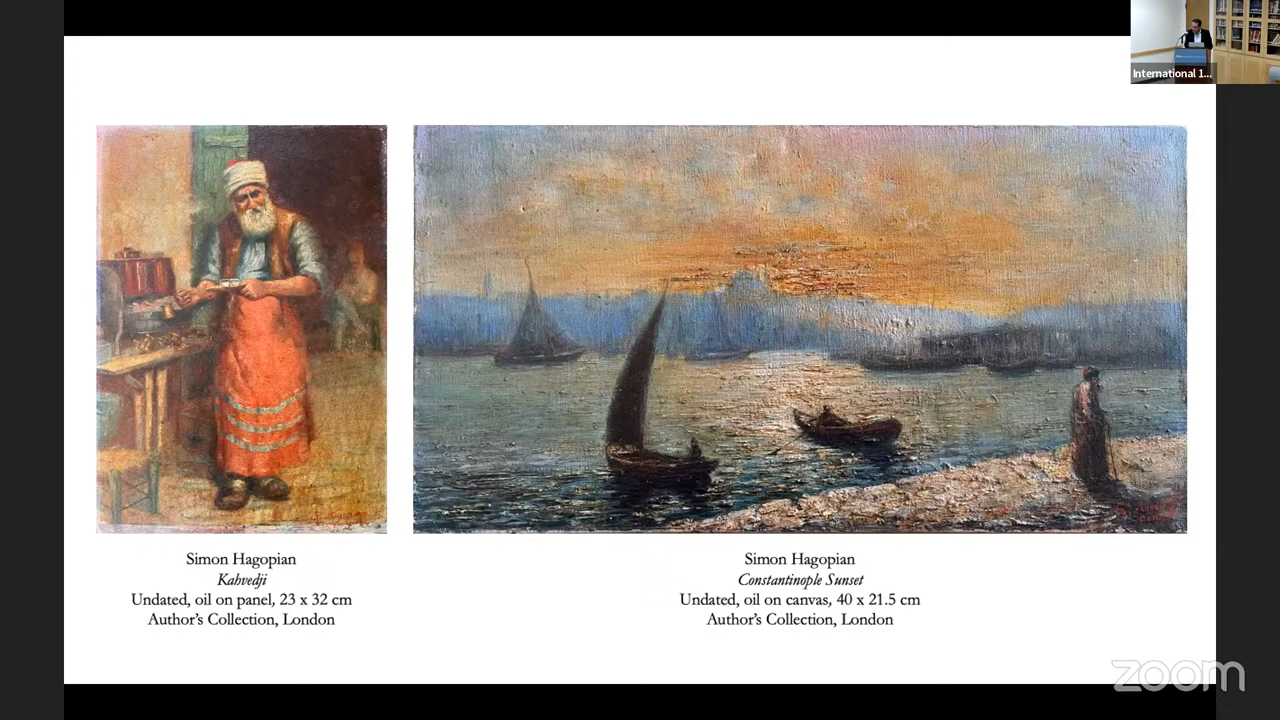 International 1...
Simon Hagopian
Kahvedji
Undated, oil on panel, 23 x 32 cm
Author's Collection, London
Simon Hagopian
Constantinople Sunset
Undated, oil on canvas, 40 x 21.5 cm
Author's Collection, London
zoom